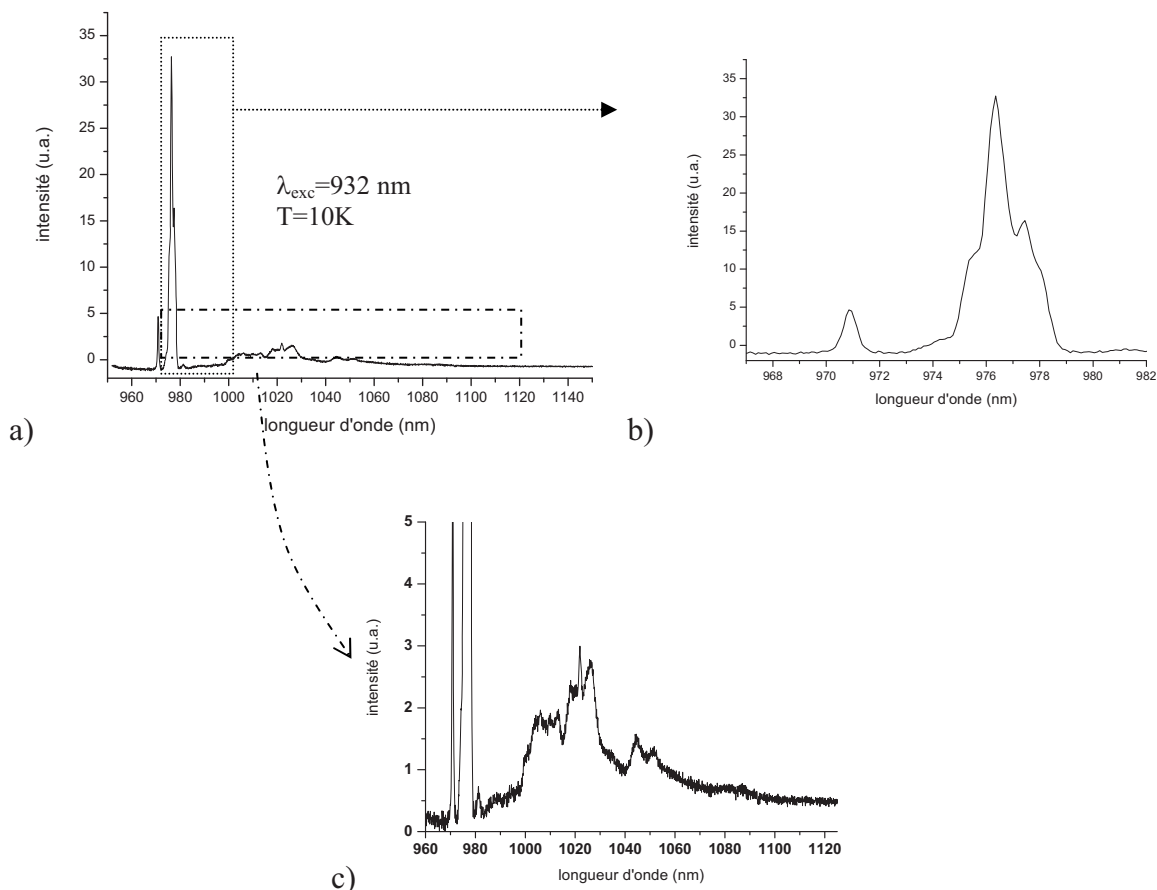 35
30
25
20
15
10
5
0
intensité (u.a.)
λexc=932 nm
T=10K
960 980 1000 1020 1040 1060 1080 1100 1120 1140
longueur d'onde (nm)
a)
35
30
25
20
15
10
5
0
intensité (u.a.)
968 970 972 974 976 978 980 982
longueur d'onde (nm)
b)
5
4
3
2
1
0
intensité (u.a.)
960 980 1000 1020 1040 1060 1080 1100 1120
longueur d'onde (nm)
c)